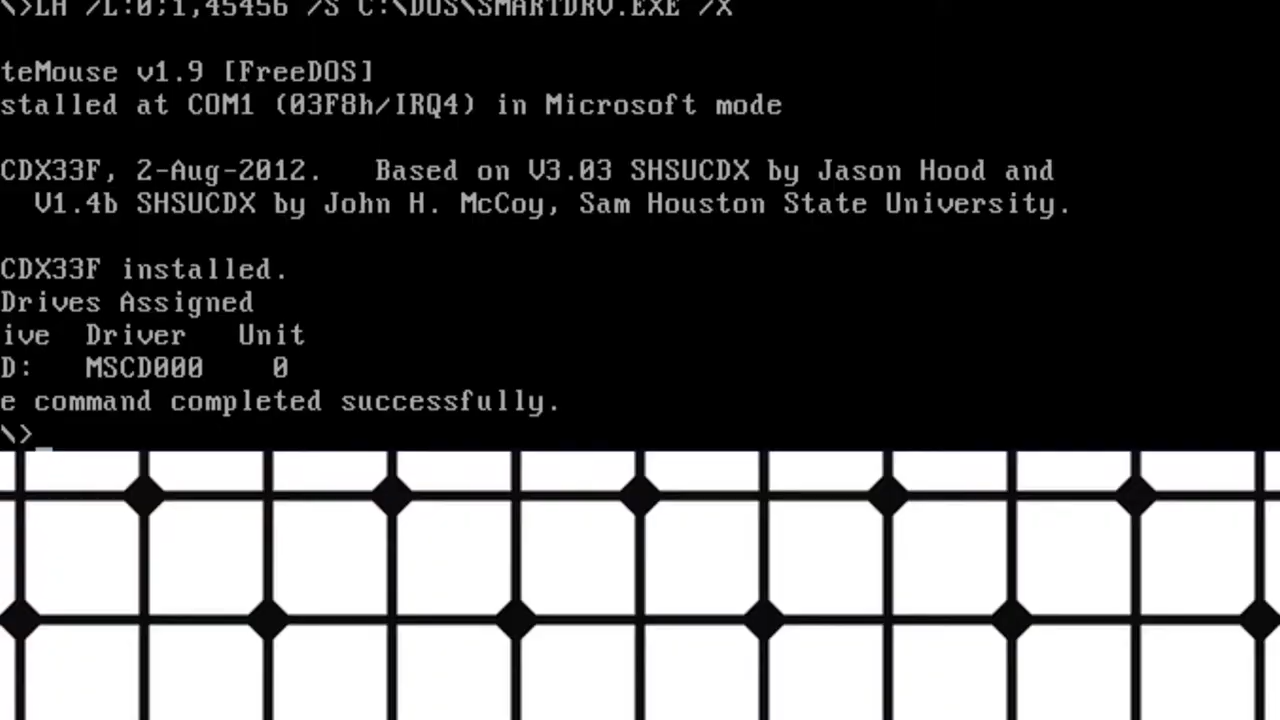 \>LH /L:0;1,45456 /S C:\DOS\SMARTDRV.EXE /X
teMouse v1.9 [FreeDOS]
stalled at COM1 (03F8h/IRQ4) in Microsoft mode
CDX33F, 2-Aug-2012.   Based on V3.03 SHSUCDX by Jason Hood and
V1.4b SHSUCDX by John H. McCoy, Sam Houston State University.
CDX33F installed.
Drives Assigned
ive  Driver   Unit
D:   MSCD000    0
e command completed successfully.
\>_